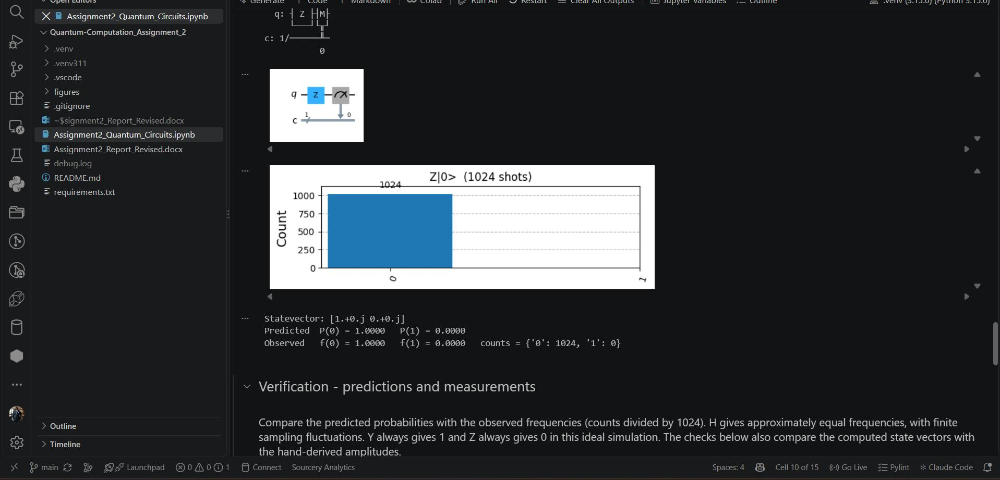 Open Editors
Assignment2_Quantum_Circuits.ipynb
Quantum-Computation_Assignment_2
.venv
.venv311
.vscode
figures
.gitignore
~$signment2_Report_Revised.docx
Assignment2_Quantum_Circuits.ipynb
Assignment2_Report_Revised.docx
debug.log
README.md
requirements.txt
Outline
Timeline
Generate + Code + Markdown Colab Run All Restart Clear All Outputs Jupyter Variables Outline ... .venv (3.13.0) (Python 3.13.0)
q: ┤ Z ├┤M├
c: 1/
0
q Z
c 1 0
Z|0> (1024 shots)
1024
Count
1000
750
500
250
0
0 1
Statevector: [1.+0.j 0.+0.j]
Predicted P(0) = 1.0000 P(1) = 0.0000
Observed f(0) = 1.0000 f(1) = 0.0000 counts = {'0': 1024, '1': 0}
Verification - predictions and measurements
Compare the predicted probabilities with the observed frequencies (counts divided by 1024). H gives approximately equal frequencies, with finite
sampling fluctuations. Y always gives 1 and Z always gives 0 in this ideal simulation. The checks below also compare the computed state vectors with
the hand-derived amplitudes.
main Launchpad 0 0 1 Connect Sourcery Analytics Spaces: 4 Cell 10 of 15 Go Live Pylint Claude Code